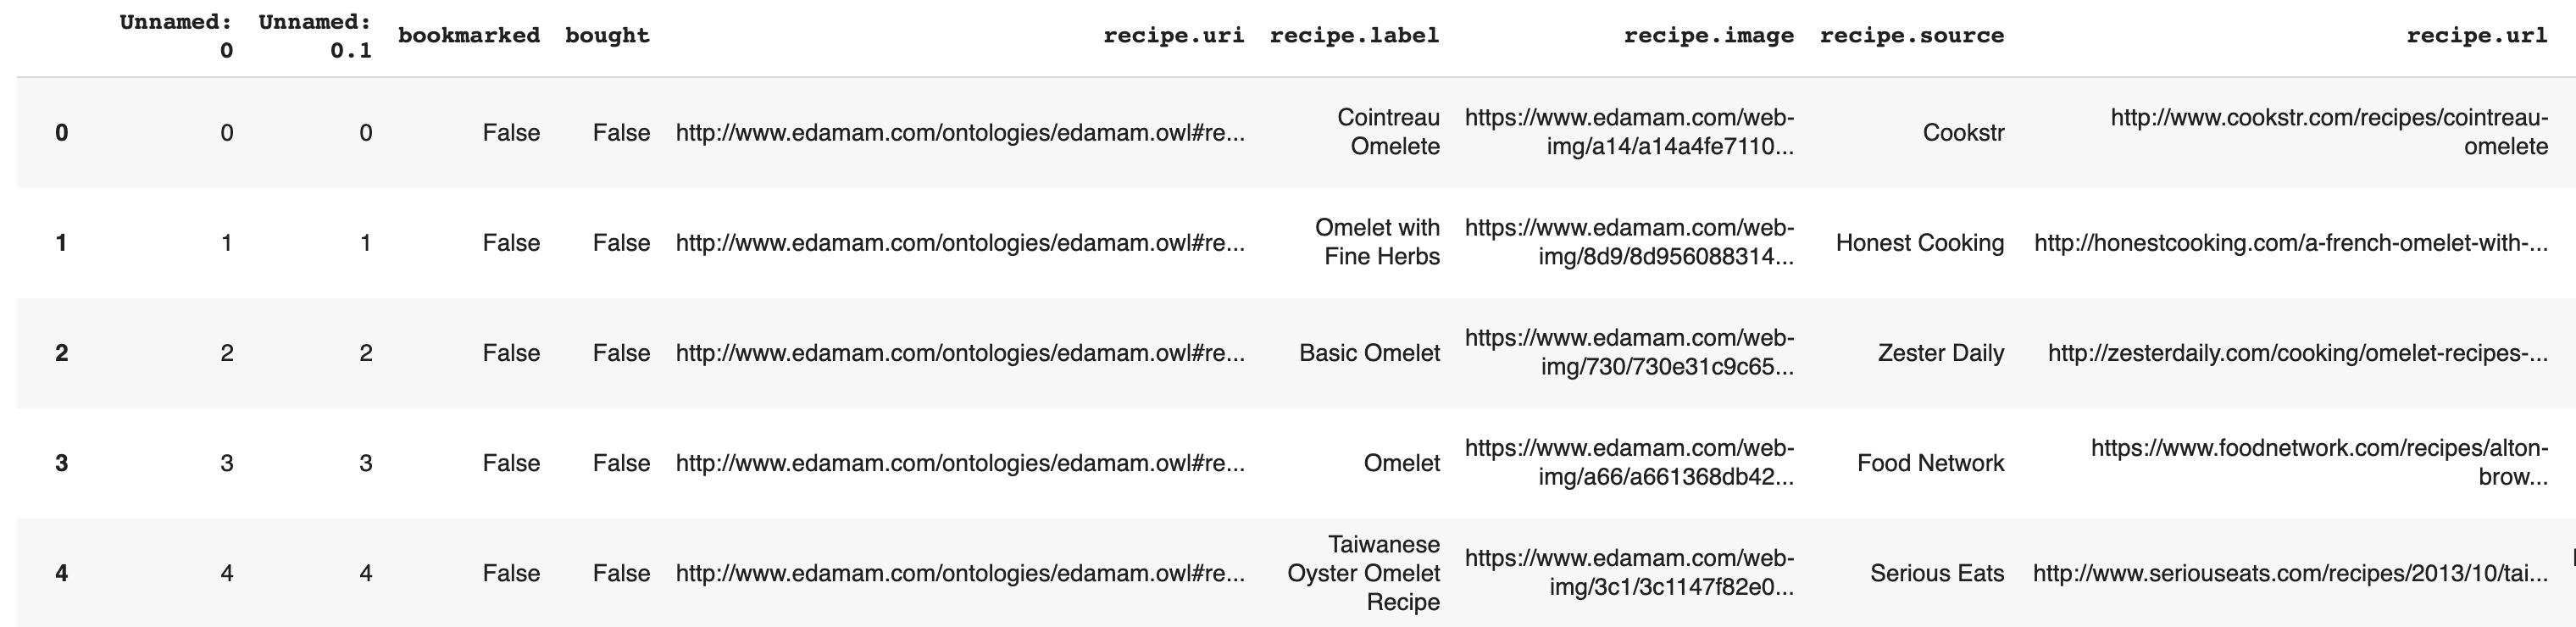 Unnamed: 0 Unnamed: 0.1 bookmarked bought recipe.uri recipe.label recipe.image recipe.source recipe.url
0 0 0 False False http://www.edamam.com/ontologies/edamam.owl#re... Cointreau Omelete https://www.edamam.com/web-img/a14/a14a4fe7110... Cookstr http://www.cookstr.com/recipes/cointreau-omelete
1 1 1 False False http://www.edamam.com/ontologies/edamam.owl#re... Omelet with Fine Herbs https://www.edamam.com/web-img/8d9/8d956088314... Honest Cooking http://honestcooking.com/a-french-omelet-with-...
2 2 2 False False http://www.edamam.com/ontologies/edamam.owl#re... Basic Omelet https://www.edamam.com/web-img/730/730e31c9c65... Zester Daily http://zesterdaily.com/cooking/omelet-recipes-...
3 3 3 False False http://www.edamam.com/ontologies/edamam.owl#re... Omelet https://www.edamam.com/web-img/a66/a661368db42... Food Network https://www.foodnetwork.com/recipes/alton-brow...
4 4 4 False False http://www.edamam.com/ontologies/edamam.owl#re... Taiwanese Oyster Omelet Recipe https://www.edamam.com/web-img/3c1/3c1147f82e0... Serious Eats http://www.seriouseats.com/recipes/2013/10/tai...